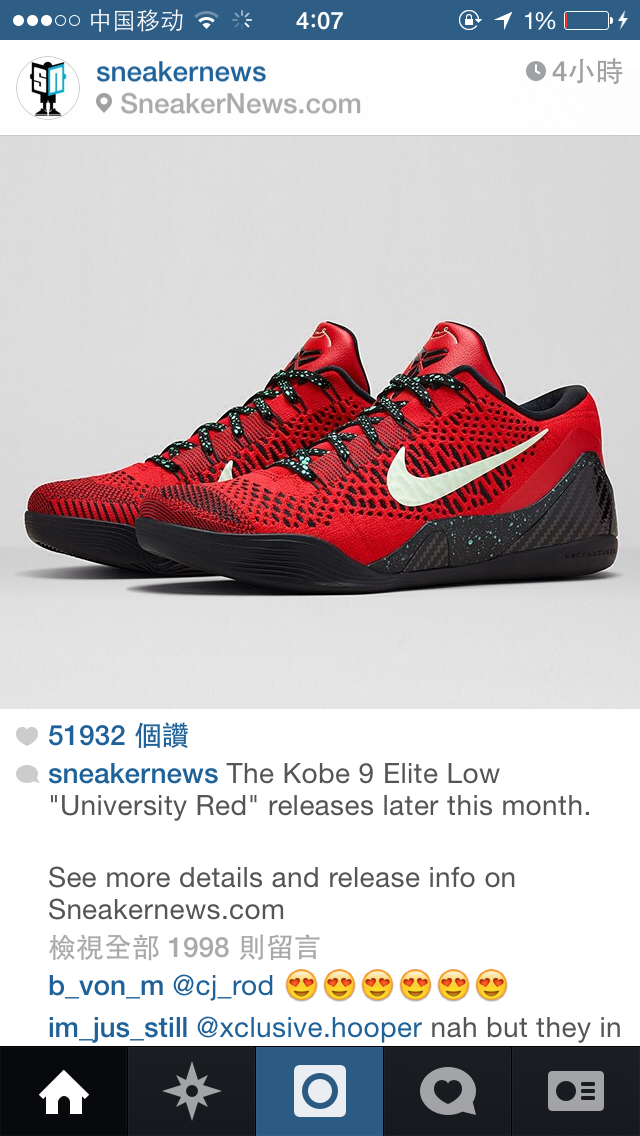 中国移动 4:07 1%
sneakernews 4小時
SneakerNews.com
51932 個讚
sneakernews The Kobe 9 Elite Low
"University Red" releases later this month.
See more details and release info on
Sneakernews.com
檢視全部 1998 則留言
b_von_m @cj_rod 😍😍😍😍😍😍
im_jus_still @xclusive.hooper nah but they in